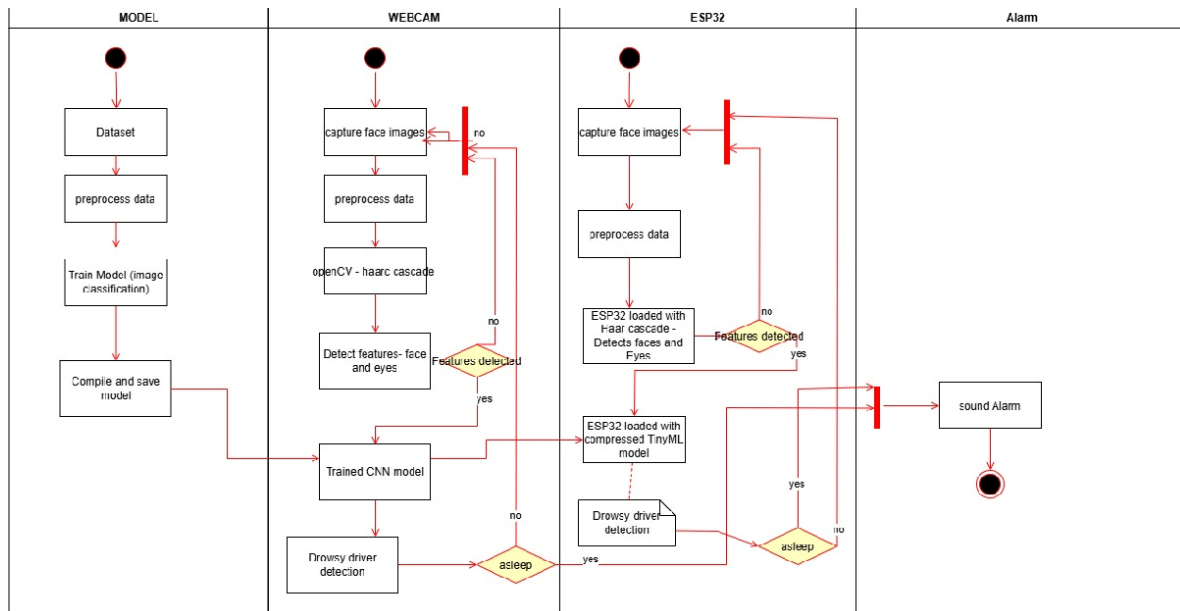 MODEL
WEBCAM
ESP32
Alarm
Dataset
preprocess data
Train Model (image
classification)
Compile and save
model
capture face images
no
preprocess data
openCV - haarc cascade
no
Detect features- face
and eyes
Features detected
yes
Trained CNN model
no
Drowsy driver
detection
asleep
yes
capture face images
preprocess data
ESP32 loaded with
Haar cascade -
Detects faces and
Eyes
no
Features detected
yes
ESP32 loaded with
compressed TinyML
model
Drowsy driver
detection
yes
no
asleep
sound Alarm